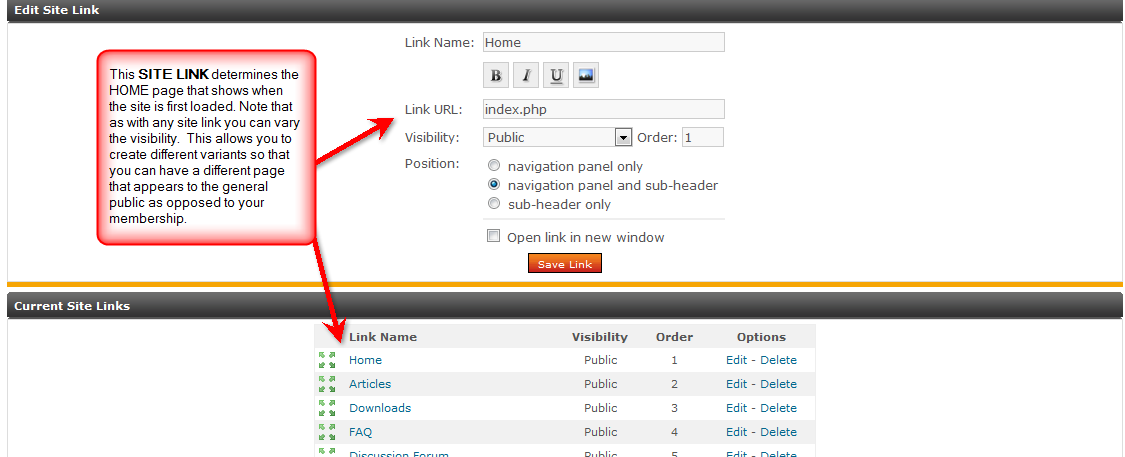 Edit Site Link
Link Name: Home
B I U
This SITE LINK determines the
HOME page that shows when
the site is first loaded. Note that
as with any site link you can vary
the visibility. This allows you to
create different variants so that
you can have a different page
that appears to the general
public as opposed to your
membership.
Link URL: index.php
Visibility: Public Order: 1
Position: navigation panel only
navigation panel and sub-header
sub-header only
Open link in new window
Save Link
Current Site Links
Link Name Visibility Order Options
Home Public 1 Edit - Delete
Articles Public 2 Edit - Delete
Downloads Public 3 Edit - Delete
FAQ Public 4 Edit - Delete
Discussion Forum Public 5 Edit - Delete